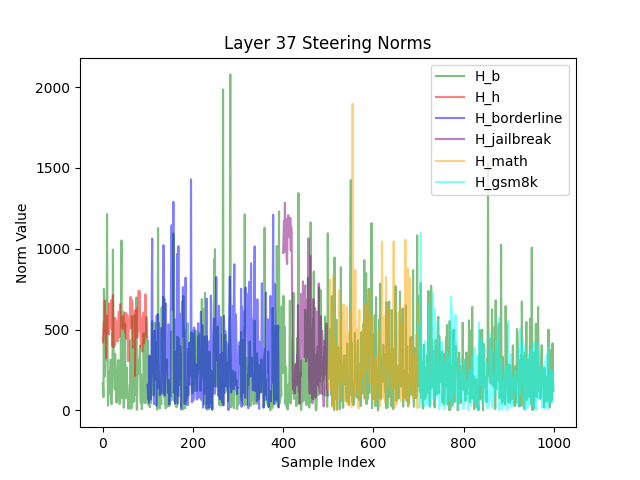 Layer 37 Steering Norms
H_b
H_h
H_borderline
H_jailbreak
H_math
H_gsm8k
2000
1500
1000
500
0
Norm Value
0 200 400 600 800 1000
Sample Index